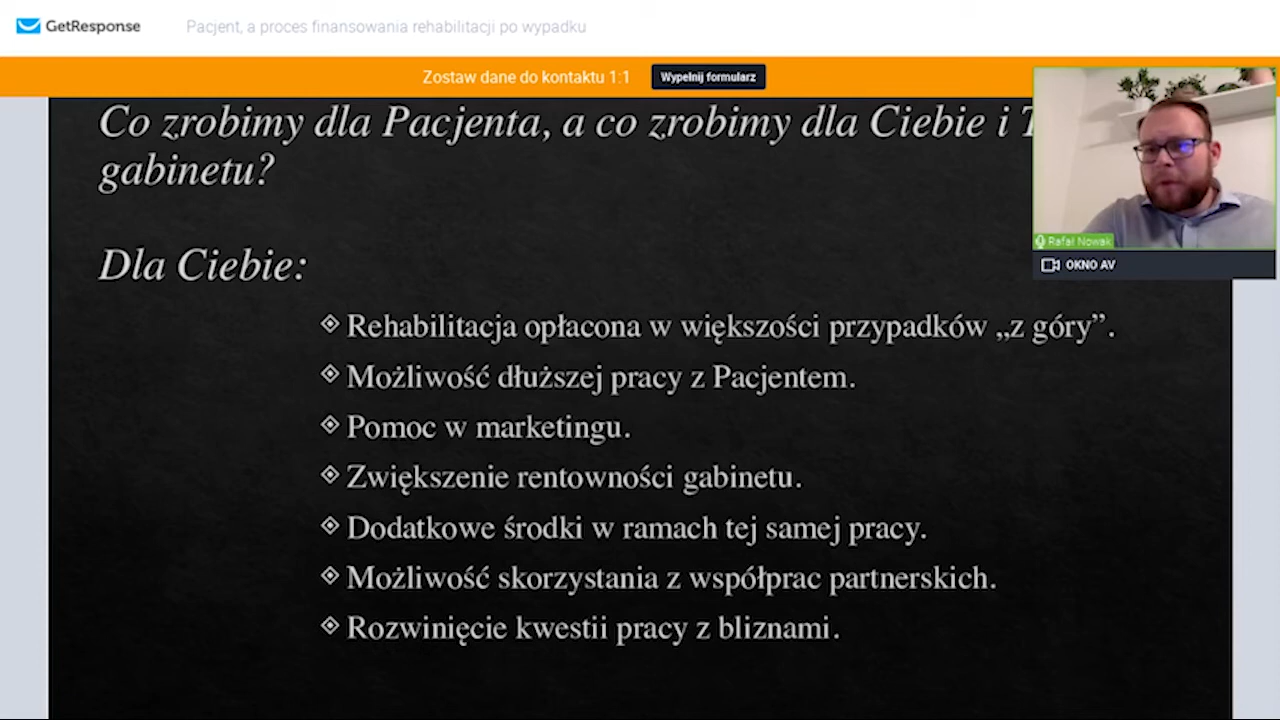 GetResponse
Pacjent, a proces finansowania rehabilitacji po wypadku
Zostaw dane do kontaktu 1:1
Wypełnij formularz
Co zrobimy dla Pacjenta, a co zrobimy dla Ciebie i
gabinetu?
Rafał Nowak
OKNO AV
Dla Ciebie:
Rehabilitacja opłacona w większości przypadków „z góry”.
Możliwość dłuższej pracy z Pacjentem.
Pomoc w marketingu.
Zwiększenie rentowności gabinetu.
Dodatkowe środki w ramach tej samej pracy.
Możliwość skorzystania z współprac partnerskich.
Rozwinięcie kwestii pracy z bliznami.